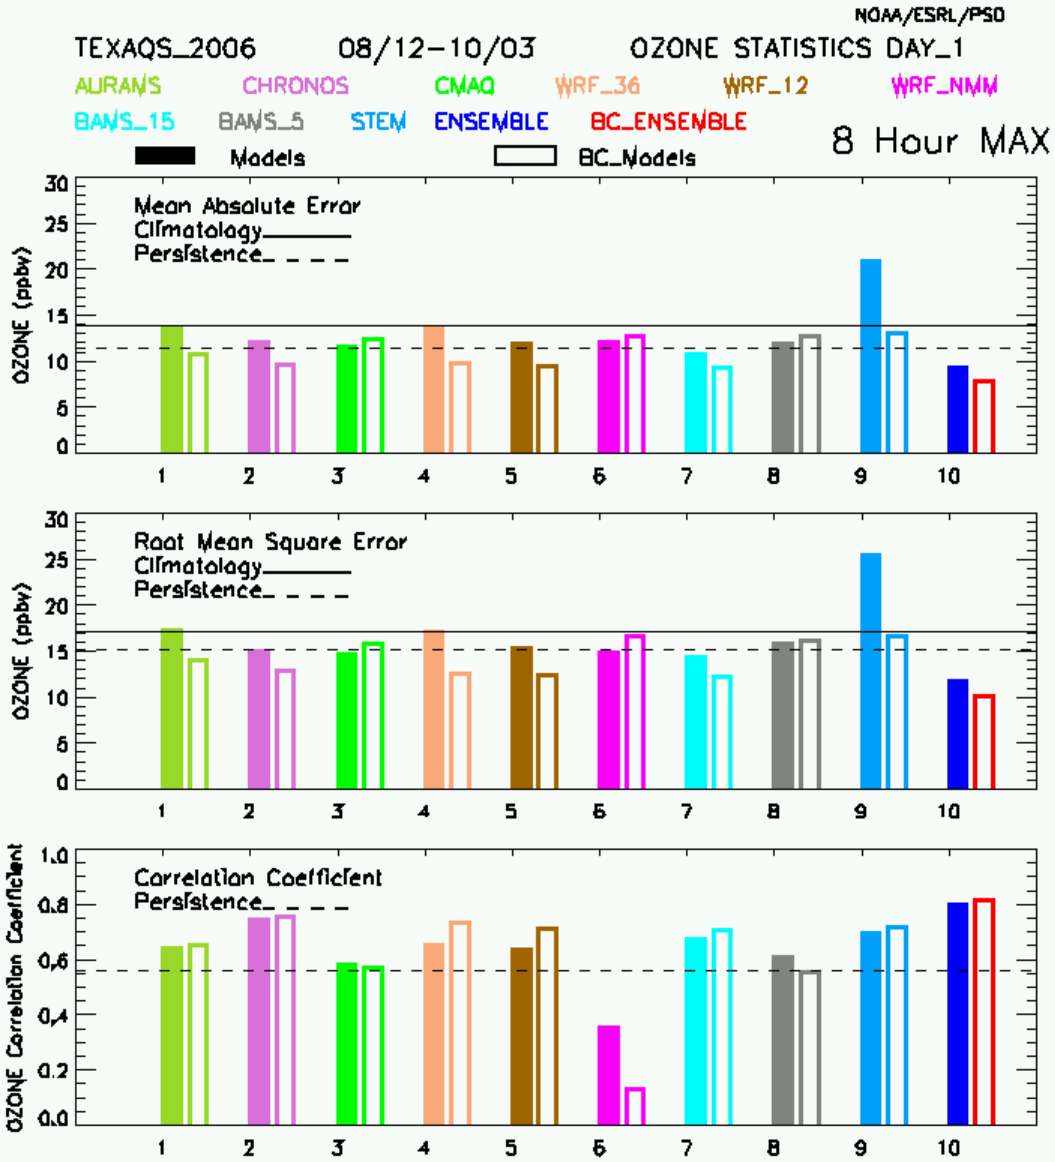 NOAA/ESRL/PSD
TEXAQS_2006 08/12-10/03 OZONE STATISTICS DAY_1
AURAMS CHRONOS CMAQ WRF_36 WRF_12 WRF_NMM
BAMS_15 BAMS_5 STEM ENSEMBLE BC_ENSEMBLE
Models BC_Models 8 Hour MAX
30
25
20
15
10
5
0
OZONE (ppbv)
Mean Absolute Error
Climatology
Persistence
1 2 3 4 5 6 7 8 9 10
30
25
20
15
10
5
0
OZONE (ppbv)
Root Mean Square Error
Climatology
Persistence
1 2 3 4 5 6 7 8 9 10
1.0
0.8
0.6
0.4
0.2
0.0
OZONE Correlation Coefficient
Correlation Coefficient
Persistence
1 2 3 4 5 6 7 8 9 10